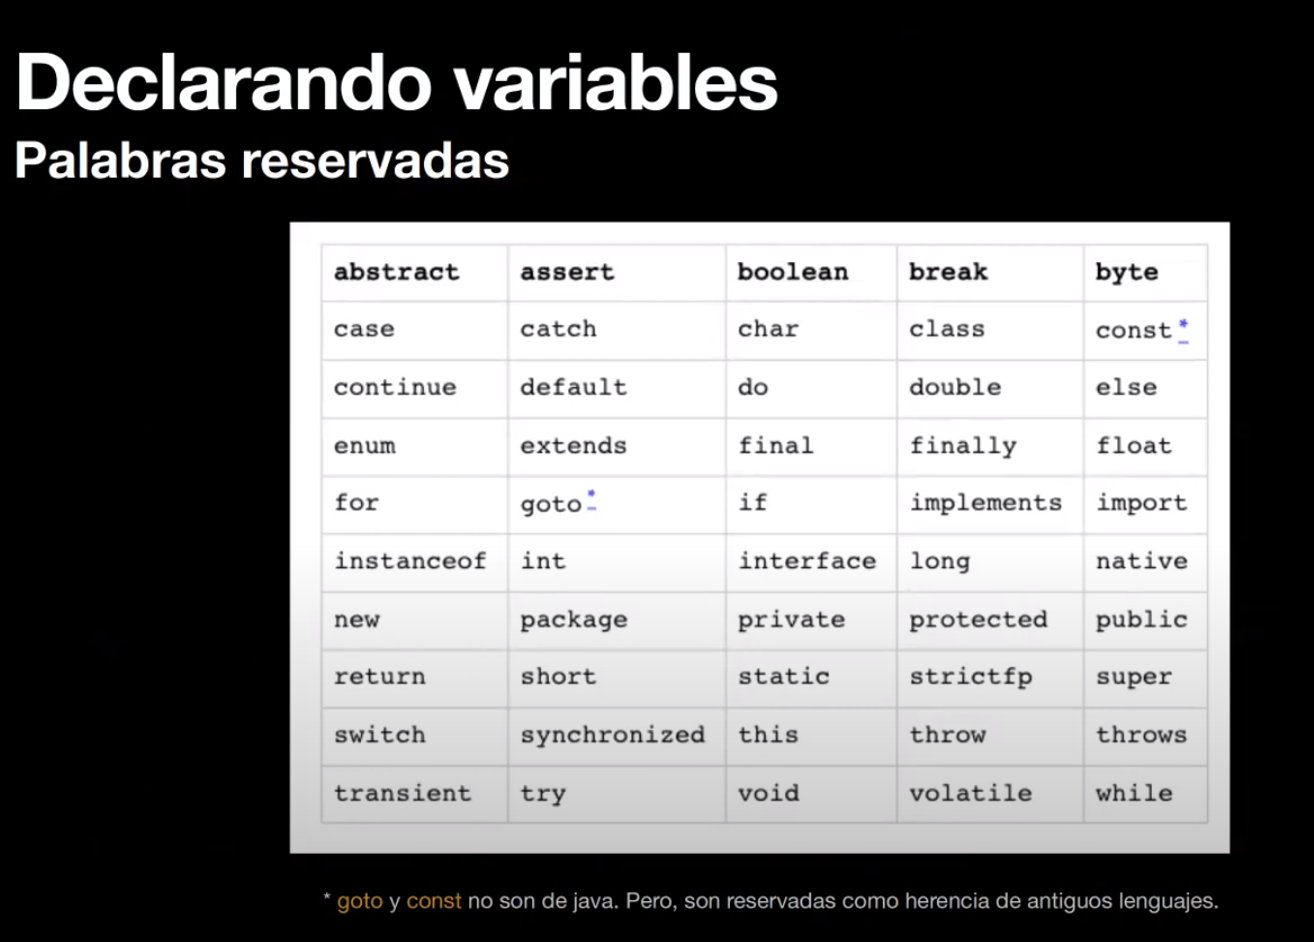 Declarando variables
Palabras reservadas
abstract assert boolean break byte
case catch char class const*
continue default do double else
enum extends final finally float
for goto* if implements import
instanceof int interface long native
new package private protected public
return short static strictfp super
switch synchronized this throw throws
transient try void volatile while
* goto y const no son de java. Pero, son reservadas como herencia de antiguos lenguajes.